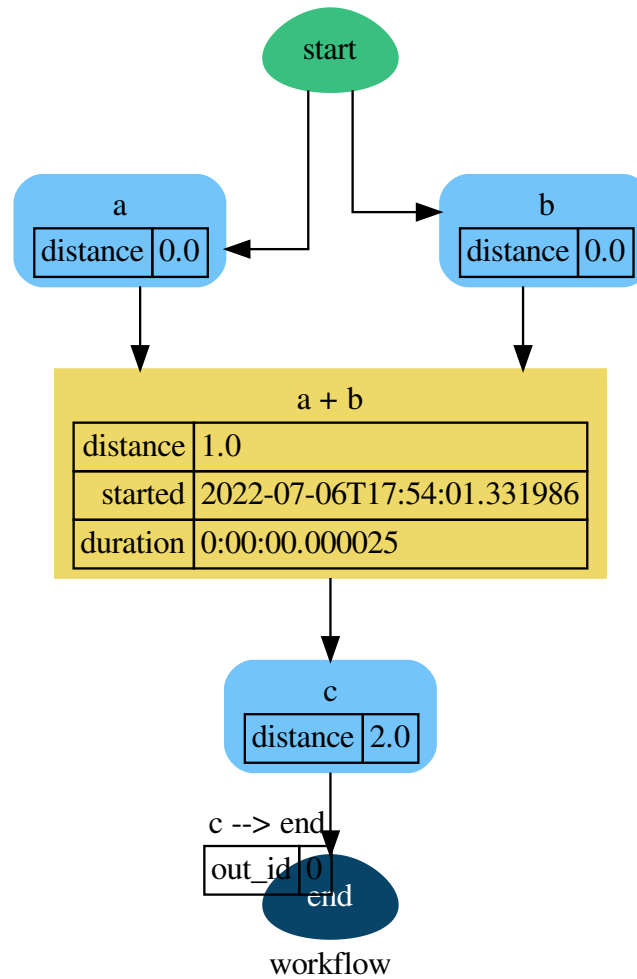 start
a
distance 0.0
b
distance 0.0
a + b
distance 1.0
started 2022-07-06T17:54:01.331986
duration 0:00:00.000025
c
distance 2.0
c --> end
out_id 0
end
workflow